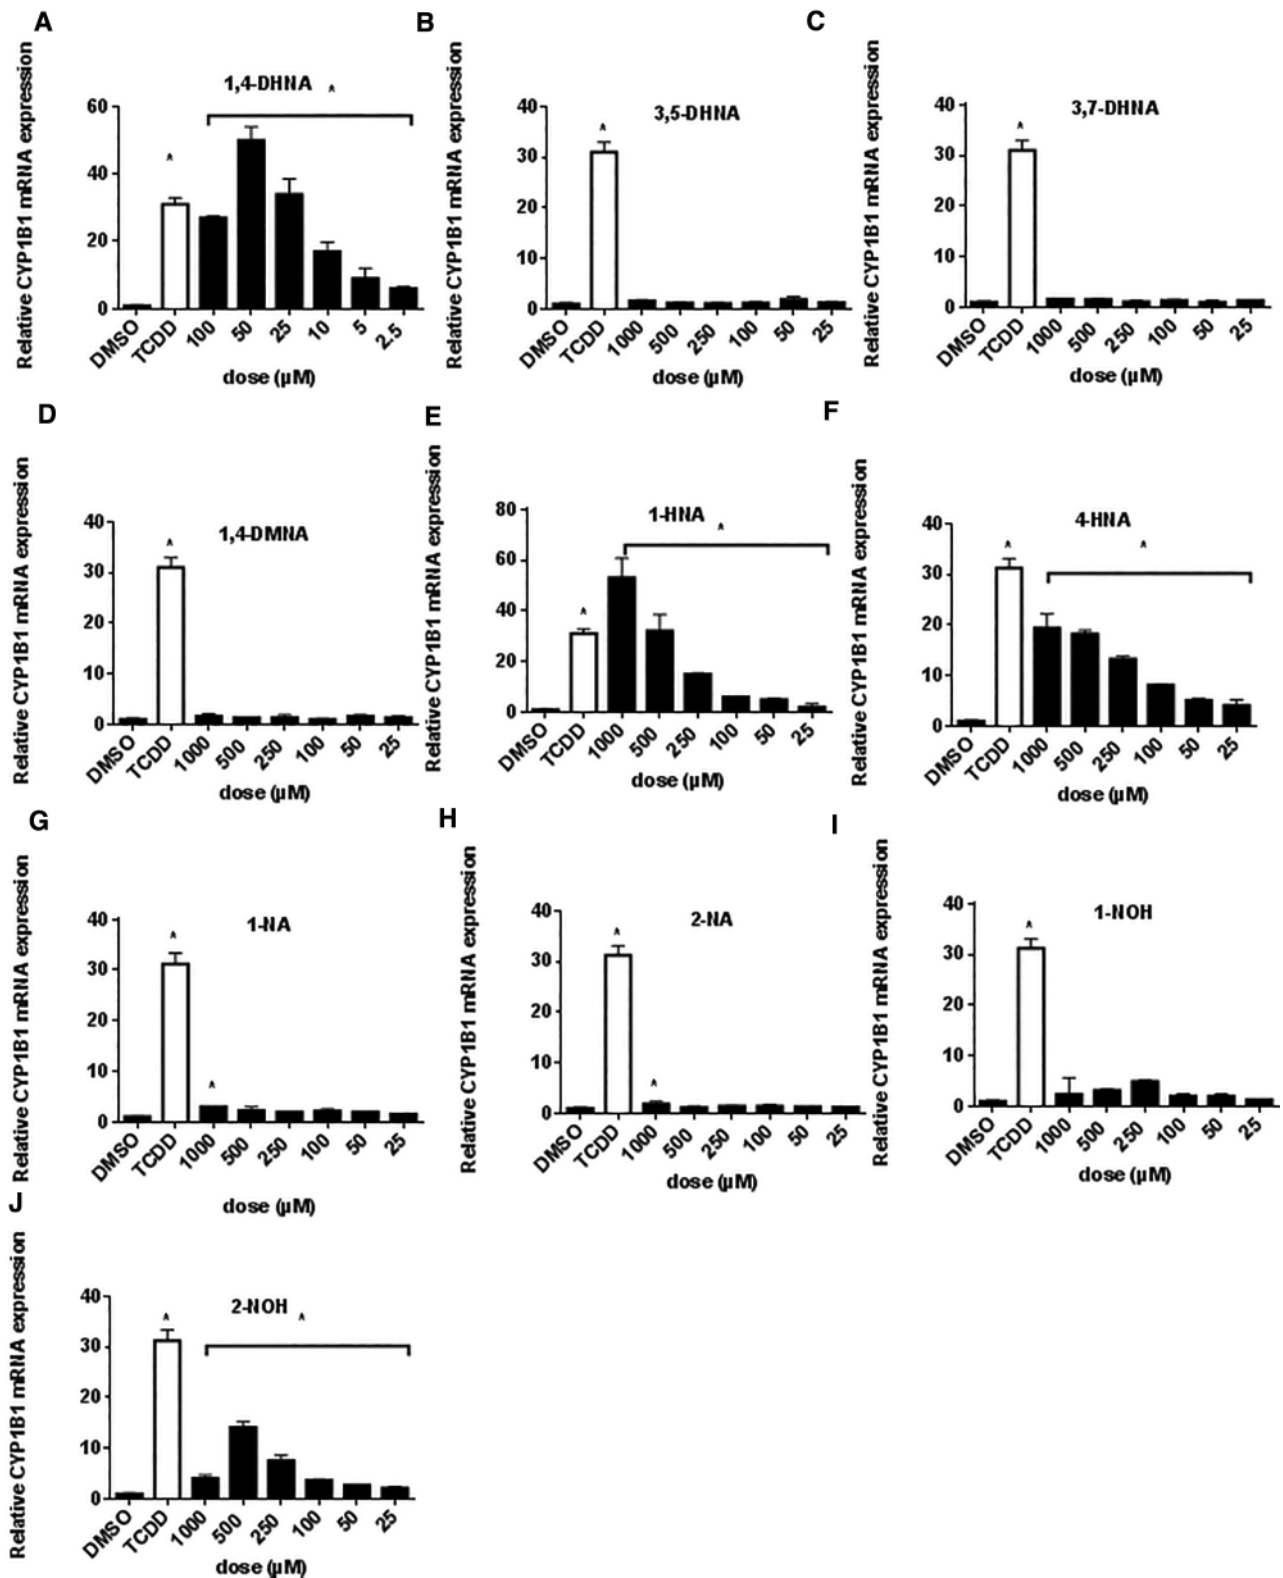 A
Relative CYP1B1 mRNA expression
1,4-DHNA ^
^
60
40
20
0
DMSO TCDD 100 50 25 10 5 2.5
dose (µM)
B
Relative CYP1B1 mRNA expression
3,5-DHNA
^
40
30
20
10
0
DMSO TCDD 1000 500 250 100 50 25
dose (µM)
C
Relative CYP1B1 mRNA expression
3,7-DHNA
^
40
30
20
10
0
DMSO TCDD 1000 500 250 100 50 25
dose (µM)
D
Relative CYP1B1 mRNA expression
1,4-DMNA
^
40
30
20
10
0
DMSO TCDD 1000 500 250 100 50 25
dose (µM)
E
Relative CYP1B1 mRNA expression
1-HNA ^
^
80
60
40
20
0
DMSO TCDD 1000 500 250 100 50 25
dose (µM)
F
Relative CYP1B1 mRNA expression
4-HNA
^ ^
40
30
20
10
0
DMSO TCDD 1000 500 250 100 50 25
dose (µM)
G
Relative CYP1B1 mRNA expression
1-NA
^
^
40
30
20
10
0
DMSO TCDD 1000 500 250 100 50 25
dose (µM)
H
Relative CYP1B1 mRNA expression
2-NA
^
^
40
30
20
10
0
DMSO TCDD 1000 500 250 100 50 25
dose (µM)
I
Relative CYP1B1 mRNA expression
1-NOH
^
40
30
20
10
0
DMSO TCDD 1000 500 250 100 50 25
dose (µM)
J
Relative CYP1B1 mRNA expression
2-NOH ^
^
40
30
20
10
0
DMSO TCDD 1000 500 250 100 50 25
dose (µM)